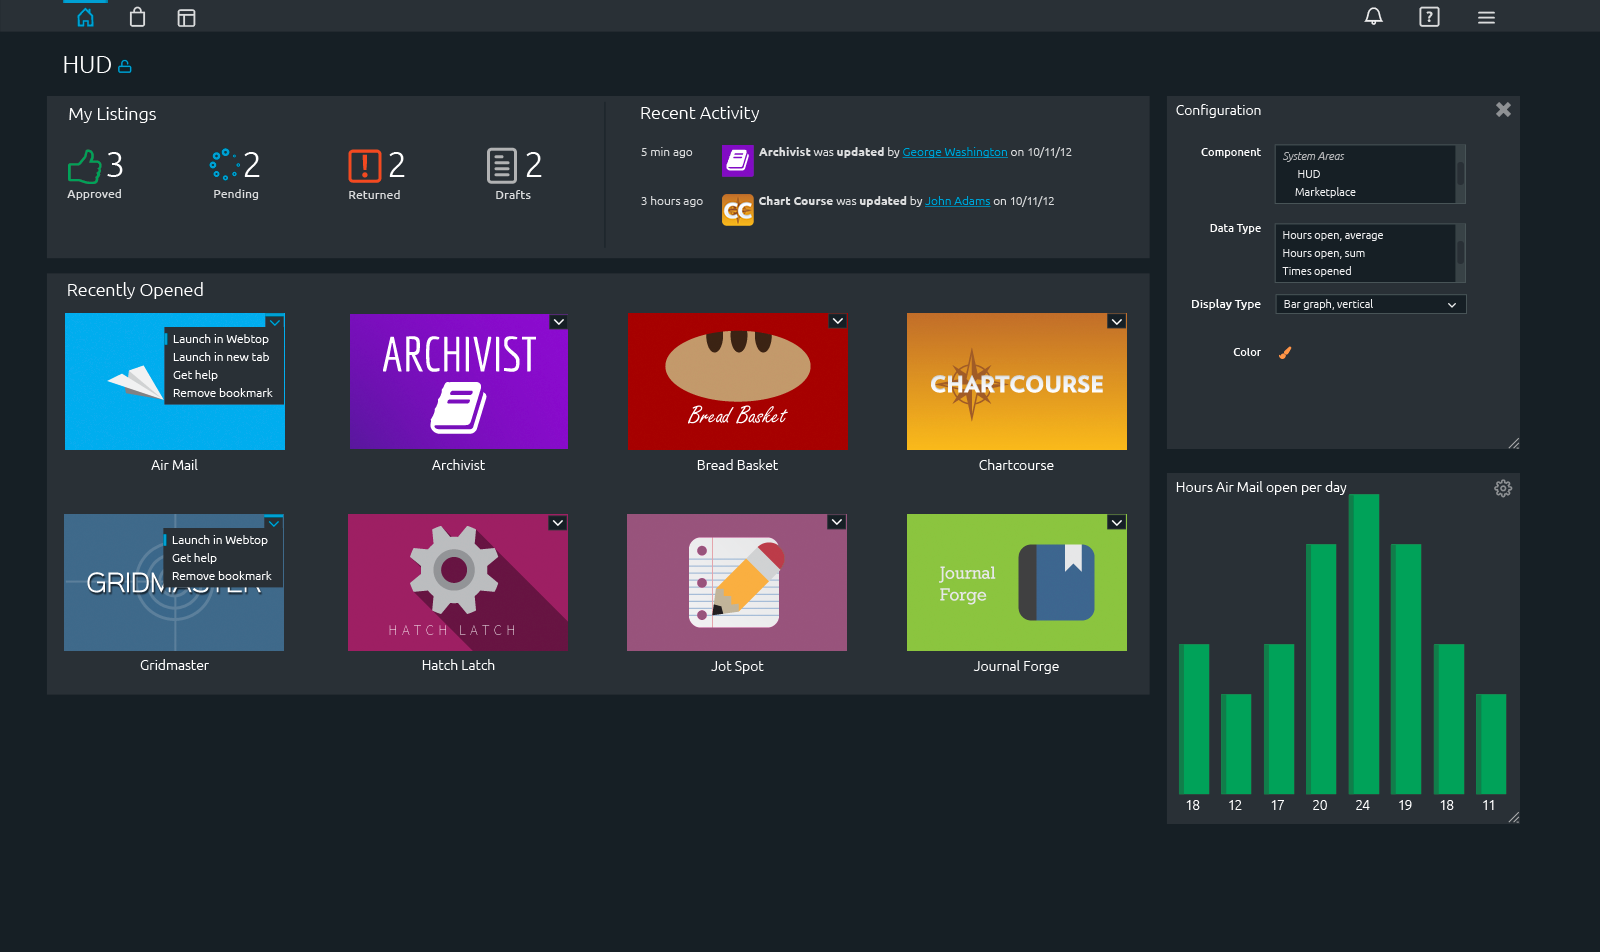 HUD
My Listings
3
Approved
2
Pending
2
Returned
2
Drafts
Recent Activity
5 min ago
Archivist was updated by George Washington on 10/11/12
3 hours ago
CC
Chart Course was updated by John Adams on 10/11/12
Recently Opened
Launch in Webtop
Launch in new tab
Get help
Remove bookmark
Air Mail
ARCHIVIST
Archivist
Bread Basket
Bread Basket
CHARTCOURSE
Chartcourse
Launch in Webtop
Get help
Remove bookmark
GRIDMASTER
Gridmaster
HATCH LATCH
Hatch Latch
Jot Spot
Journal
Forge
Journal Forge
Configuration
Component
System Areas
HUD
Marketplace
Data Type
Hours open, average
Hours open, sum
Times opened
Display Type
Bar graph, vertical
Color
Hours Air Mail open per day
18 12 17 20 24 19 18 11